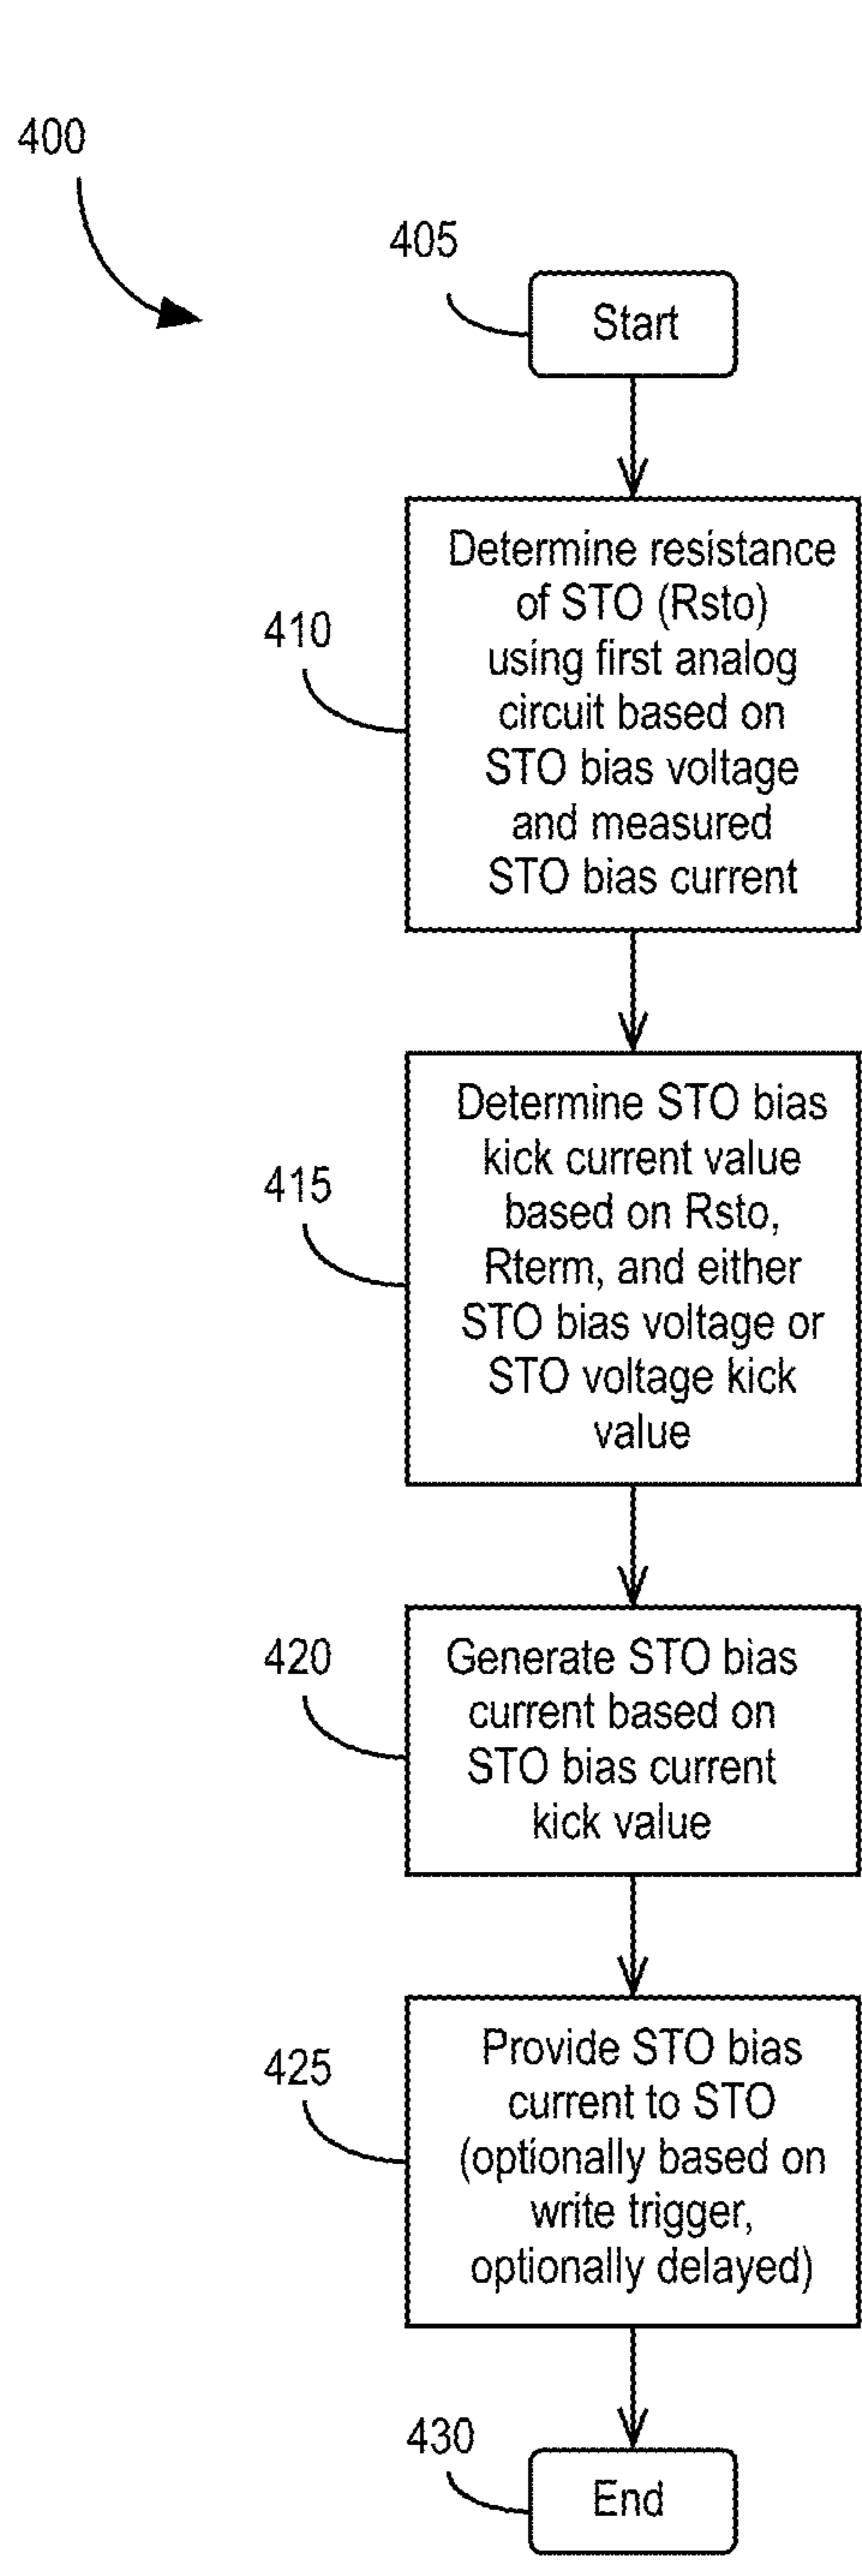 400
405
Start
410
Determine resistance
of STO (Rsto)
using first analog
circuit based on
STO bias voltage
and measured
STO bias current
415
Determine STO bias
kick current value
based on Rsto,
Rterm, and either
STO bias voltage or
STO voltage kick
value
420
Generate STO bias
current based on
STO bias current
kick value
425
Provide STO bias
current to STO
(optionally based on
write trigger,
optionally delayed)
430
End